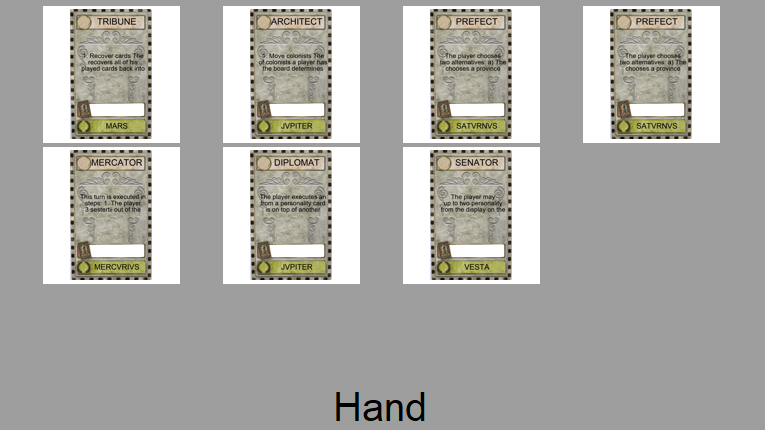 TRIBUNE
1. Recover cards The
recovers all of his
played cards back into
MARS
ARCHITECT
1. Move colonists The
of colonists a player has
the board determines
JVPITER
PREFECT
The player chooses
two alternatives: a) The
chooses a province
SATVRNVS
PREFECT
The player chooses
two alternatives: a) The
chooses a province
SATVRNVS
MERCATOR
This turn is executed in
steps: 1. The player
3 sestertii out of the
MERCVRIVS
DIPLOMAT
The player executes an
from a personality card
is on top of another
JVPITER
SENATOR
The player may
up to two personality
from the display on the
VESTA
Hand